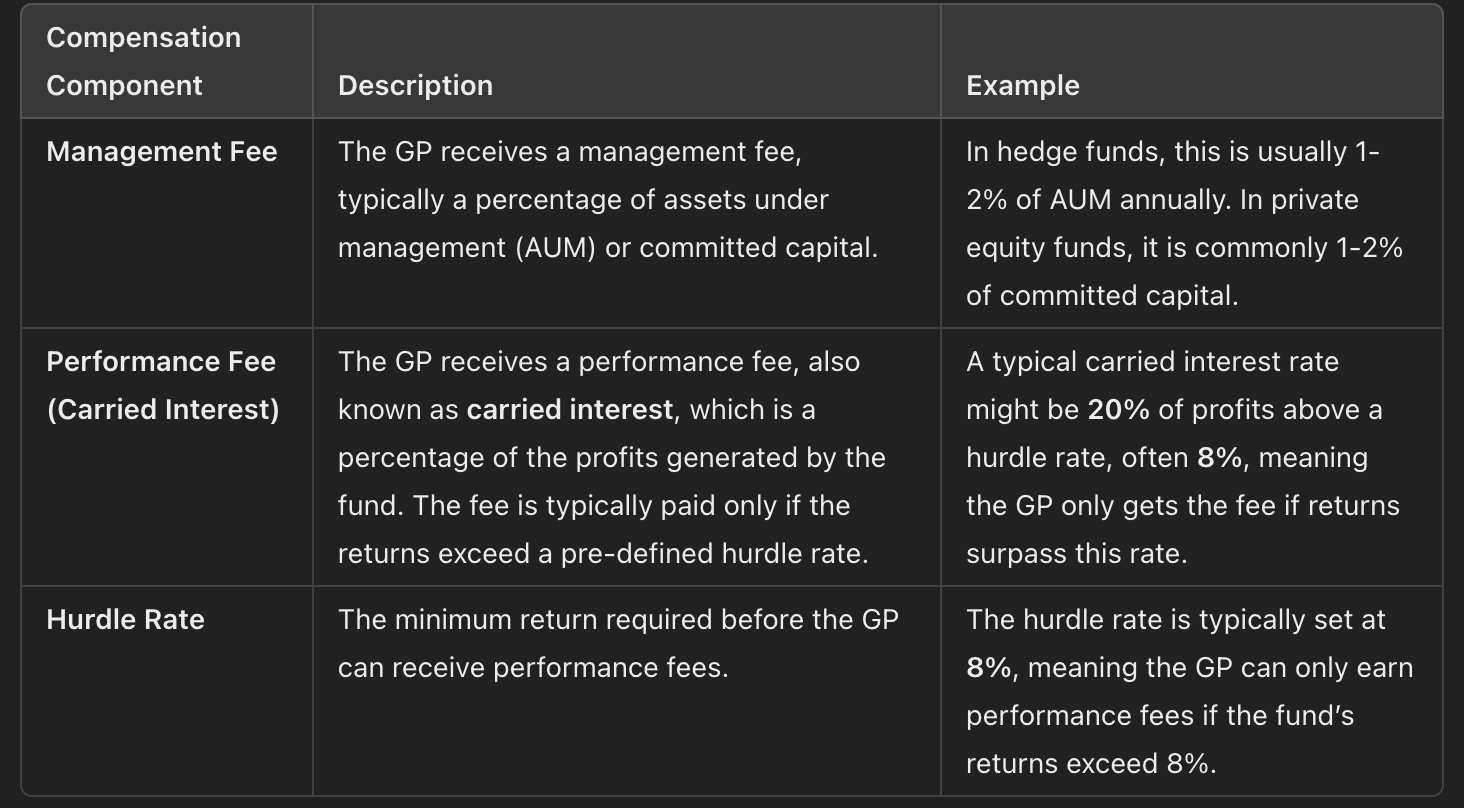 Compensation
Component
Description
Example
Management Fee
The GP receives a management fee,
typically a percentage of assets under
management (AUM) or committed capital.
In hedge funds, this is usually 1-
2% of AUM annually. In private
equity funds, it is commonly 1-2%
of committed capital.
Performance Fee
(Carried Interest)
The GP receives a performance fee, also
known as carried interest, which is a
percentage of the profits generated by the
fund. The fee is typically paid only if the
returns exceed a pre-defined hurdle rate.
A typical carried interest rate
might be 20% of profits above a
hurdle rate, often 8%, meaning
the GP only gets the fee if returns
surpass this rate.
Hurdle Rate
The minimum return required before the GP
can receive performance fees.
The hurdle rate is typically set at
8%, meaning the GP can only earn
performance fees if the fund’s
returns exceed 8%.